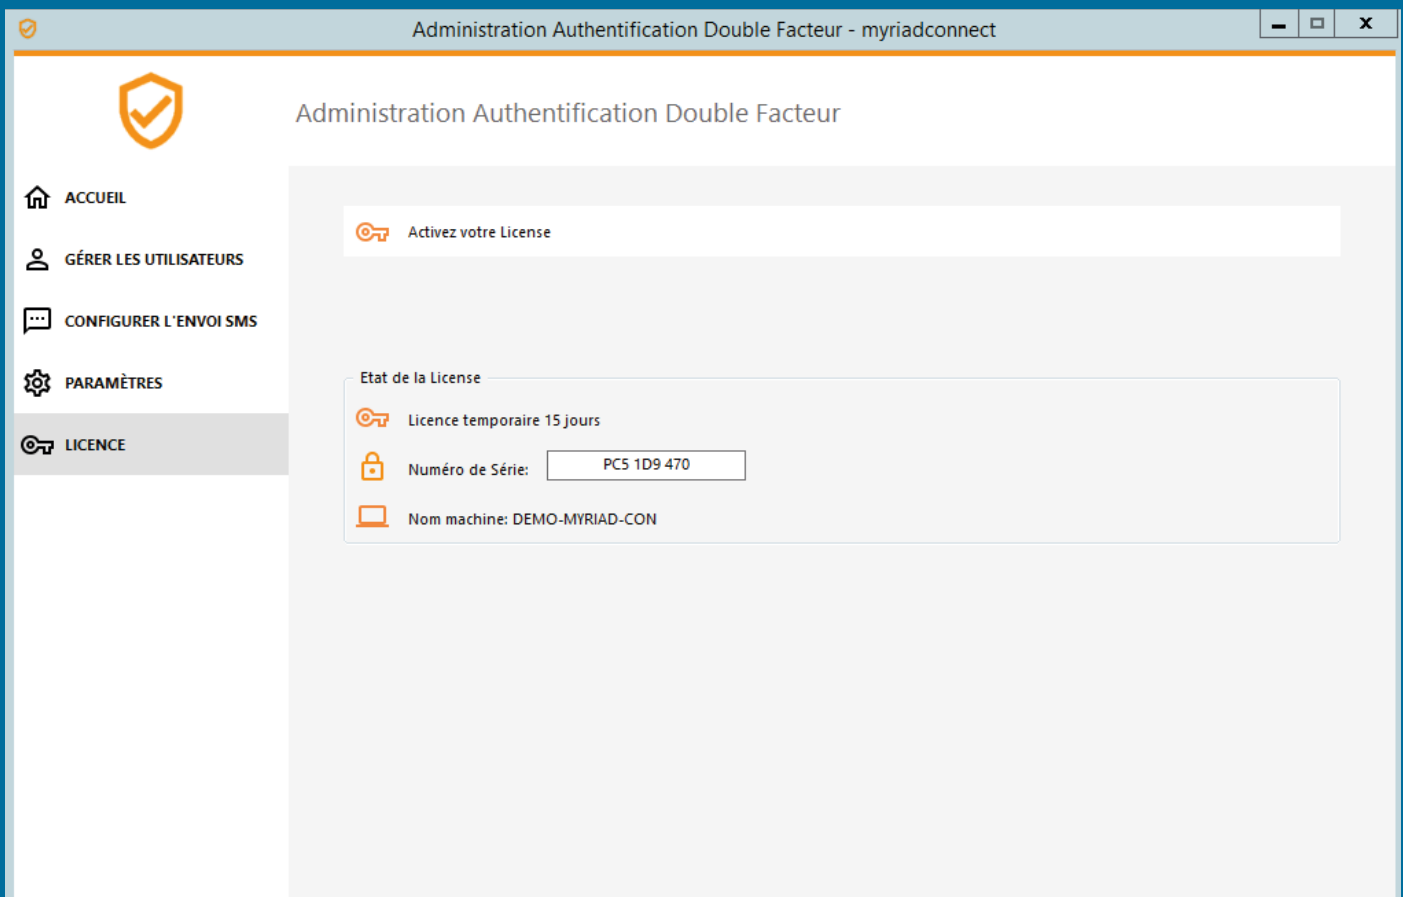 Administration Authentification Double Facteur - myriadconnect
Administration Authentification Double Facteur
ACCUEIL
GÉRER LES UTILISATEURS
CONFIGURER L'ENVOI SMS
PARAMÈTRES
LICENCE
Activez votre License
Etat de la License
Licence temporaire 15 jours
Numéro de Série: PC5 1D9 470
Nom machine: DEMO-MYRIAD-CON